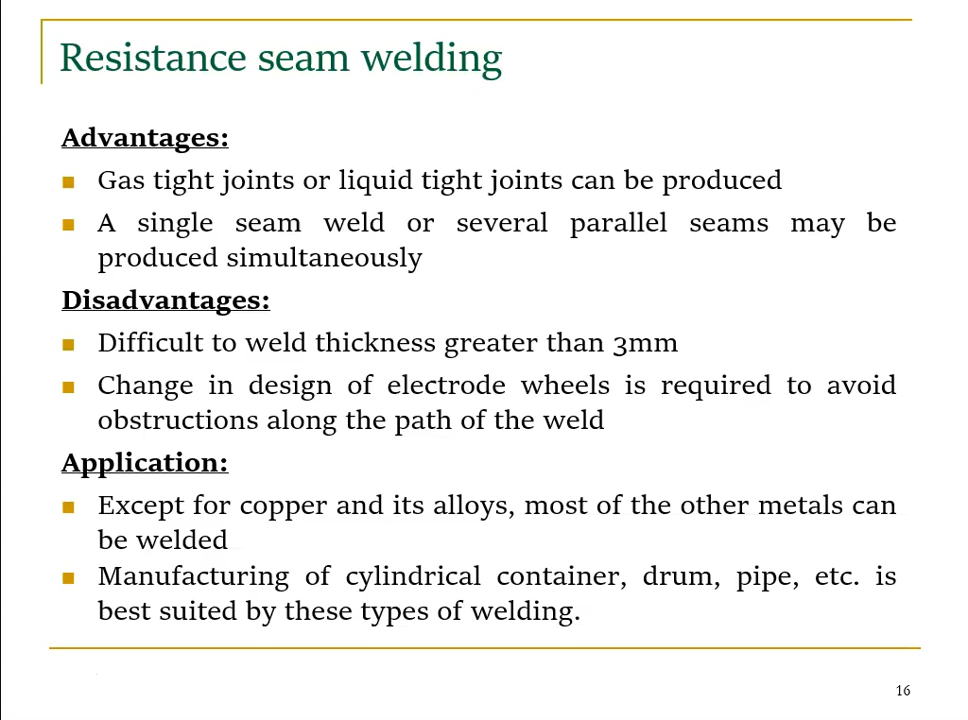 Resistance seam welding
Advantages:
Gas tight joints or liquid tight joints can be produced
A single seam weld or several parallel seams may be
produced simultaneously
Disadvantages:
Difficult to weld thickness greater than 3mm
Change in design of electrode wheels is required to avoid
obstructions along the path of the weld
Application:
Except for copper and its alloys, most of the other metals can
be welded
Manufacturing of cylindrical container, drum, pipe, etc. is
best suited by these types of welding.
16